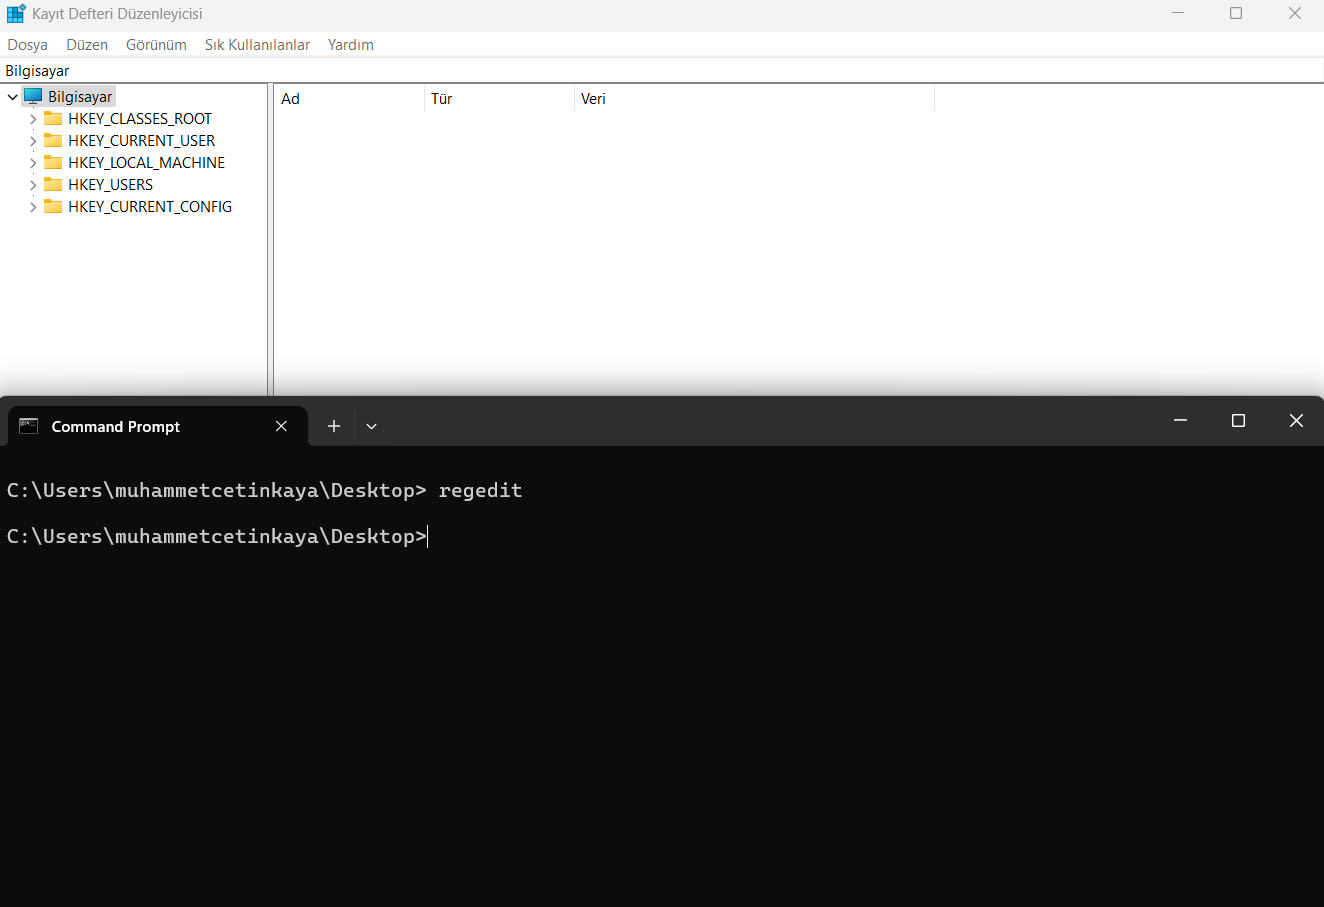 Kayıt Defteri Düzenleyicisi
Dosya Düzen Görünüm Sık Kullanılanlar Yardım
Bilgisayar
Bilgisayar
HKEY_CLASSES_ROOT
HKEY_CURRENT_USER
HKEY_LOCAL_MACHINE
HKEY_USERS
HKEY_CURRENT_CONFIG
Ad Tür Veri
Command Prompt
C:\Users\muhammetcetinkaya\Desktop> regedit
C:\Users\muhammetcetinkaya\Desktop>